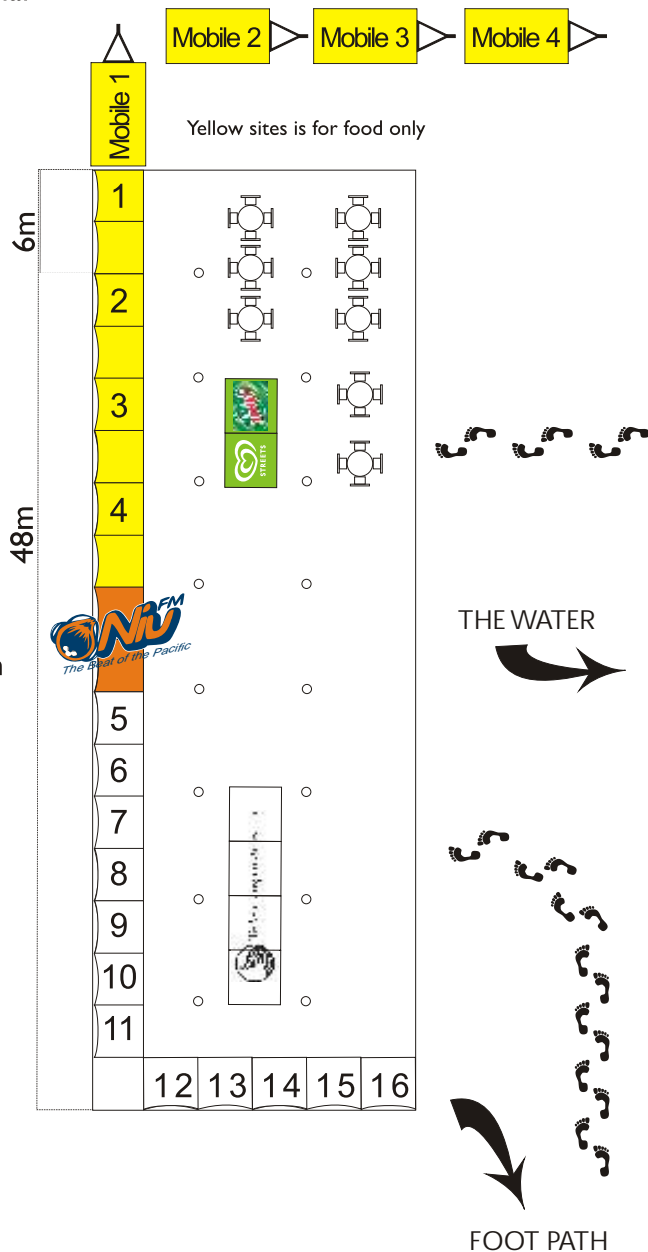 Mobile 2 Mobile 3 Mobile 4
Mobile 1
Yellow sites is for food only
6m
48m
1
2
3
STREETS
4
Niu FM
The Beat of the Pacific
THE WATER
5
6
7
8
9
10
11
12 13 14 15 16
FOOT PATH